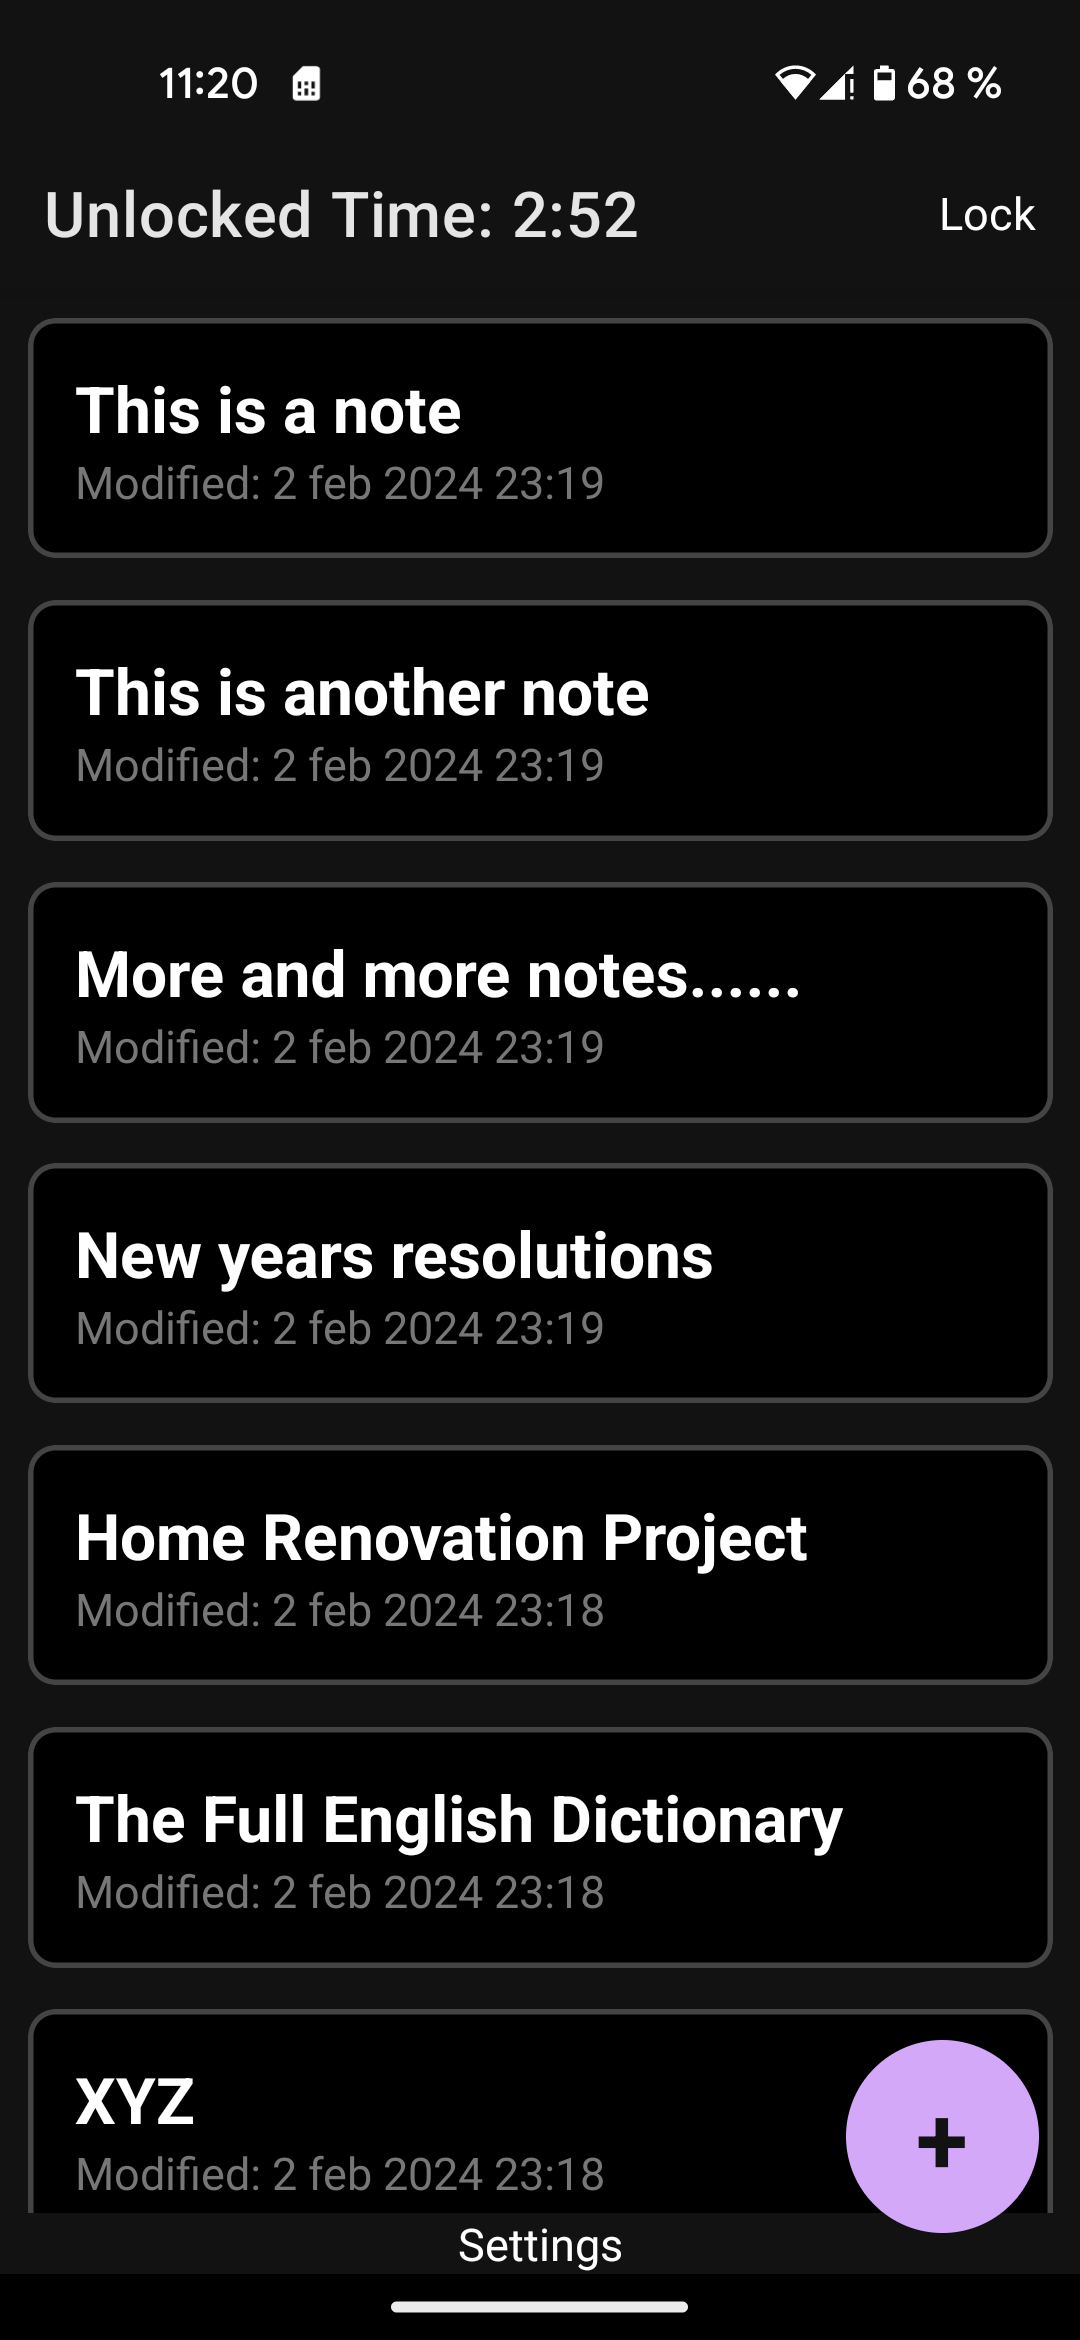 11:20 68 %
Unlocked Time: 2:52 Lock
This is a note
Modified: 2 feb 2024 23:19
This is another note
Modified: 2 feb 2024 23:19
More and more notes......
Modified: 2 feb 2024 23:19
New years resolutions
Modified: 2 feb 2024 23:19
Home Renovation Project
Modified: 2 feb 2024 23:18
The Full English Dictionary
Modified: 2 feb 2024 23:18
XYZ
Modified: 2 feb 2024 23:18
+
Settings